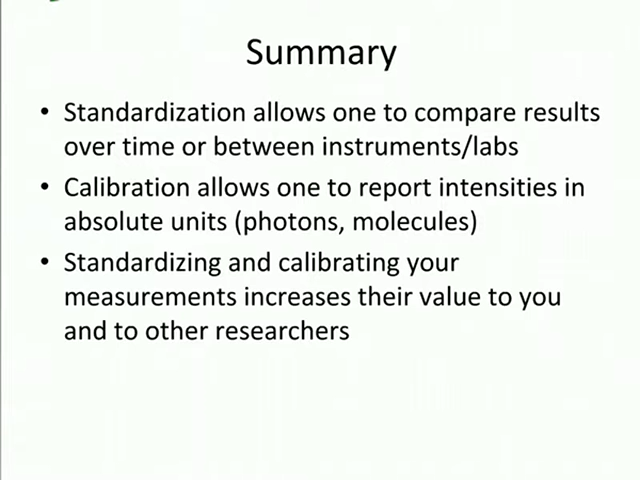 Summary
• Standardization allows one to compare results
over time or between instruments/labs
• Calibration allows one to report intensities in
absolute units (photons, molecules)
• Standardizing and calibrating your
measurements increases their value to you
and to other researchers